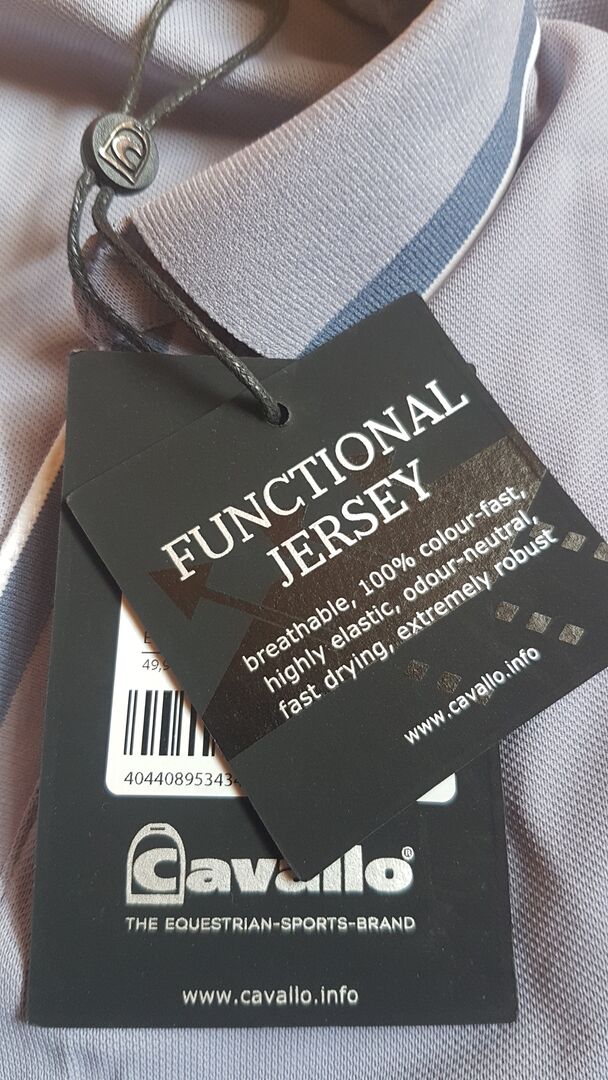 FUNCTIONAL
JERSEY
breathable, 100% colour-fast,
highly elastic, odour-neutral,
fast drying, extremely robust
www.cavallo.info
Cavallo®
THE EQUESTRIAN-SPORTS-BRAND
www.cavallo.info